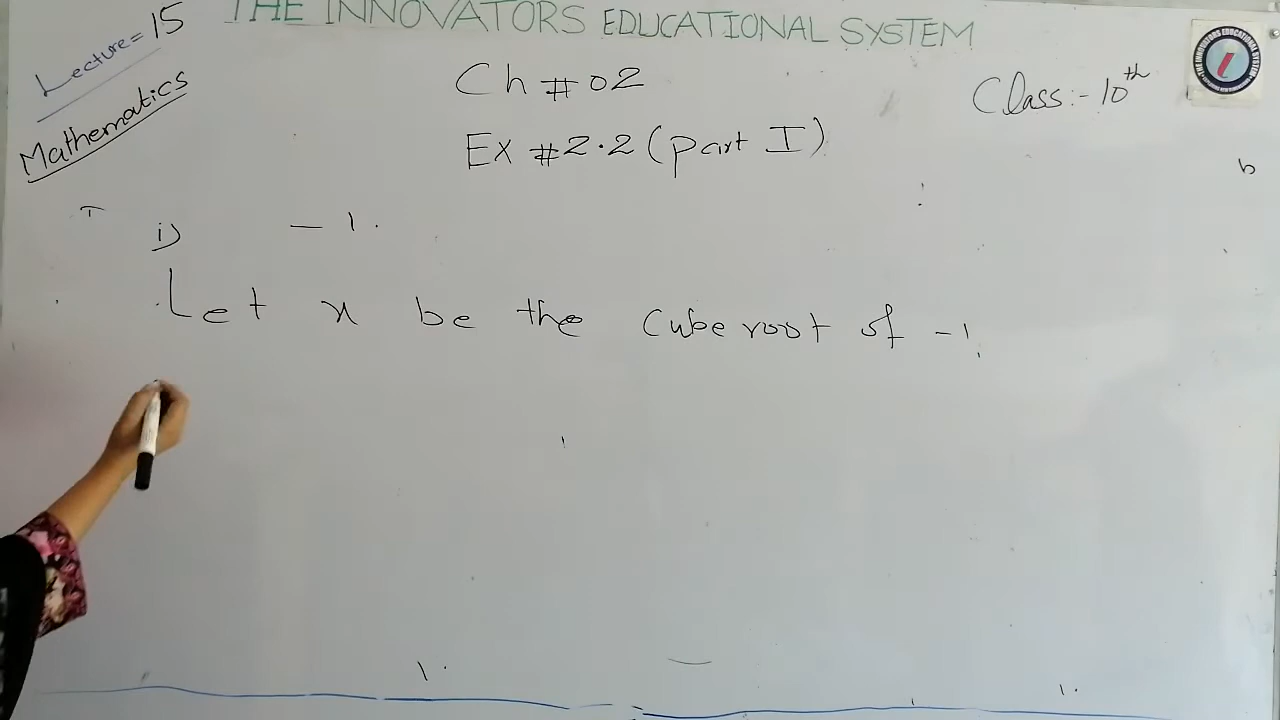 THE INNOVATORS EDUCATIONAL SYSTEM
Lecture = 15
Mathematics
Ch # 02
Class:- 10th
Ex # 2.2 (part I)
b
i) - 1.
Let x be the cube root of -1.